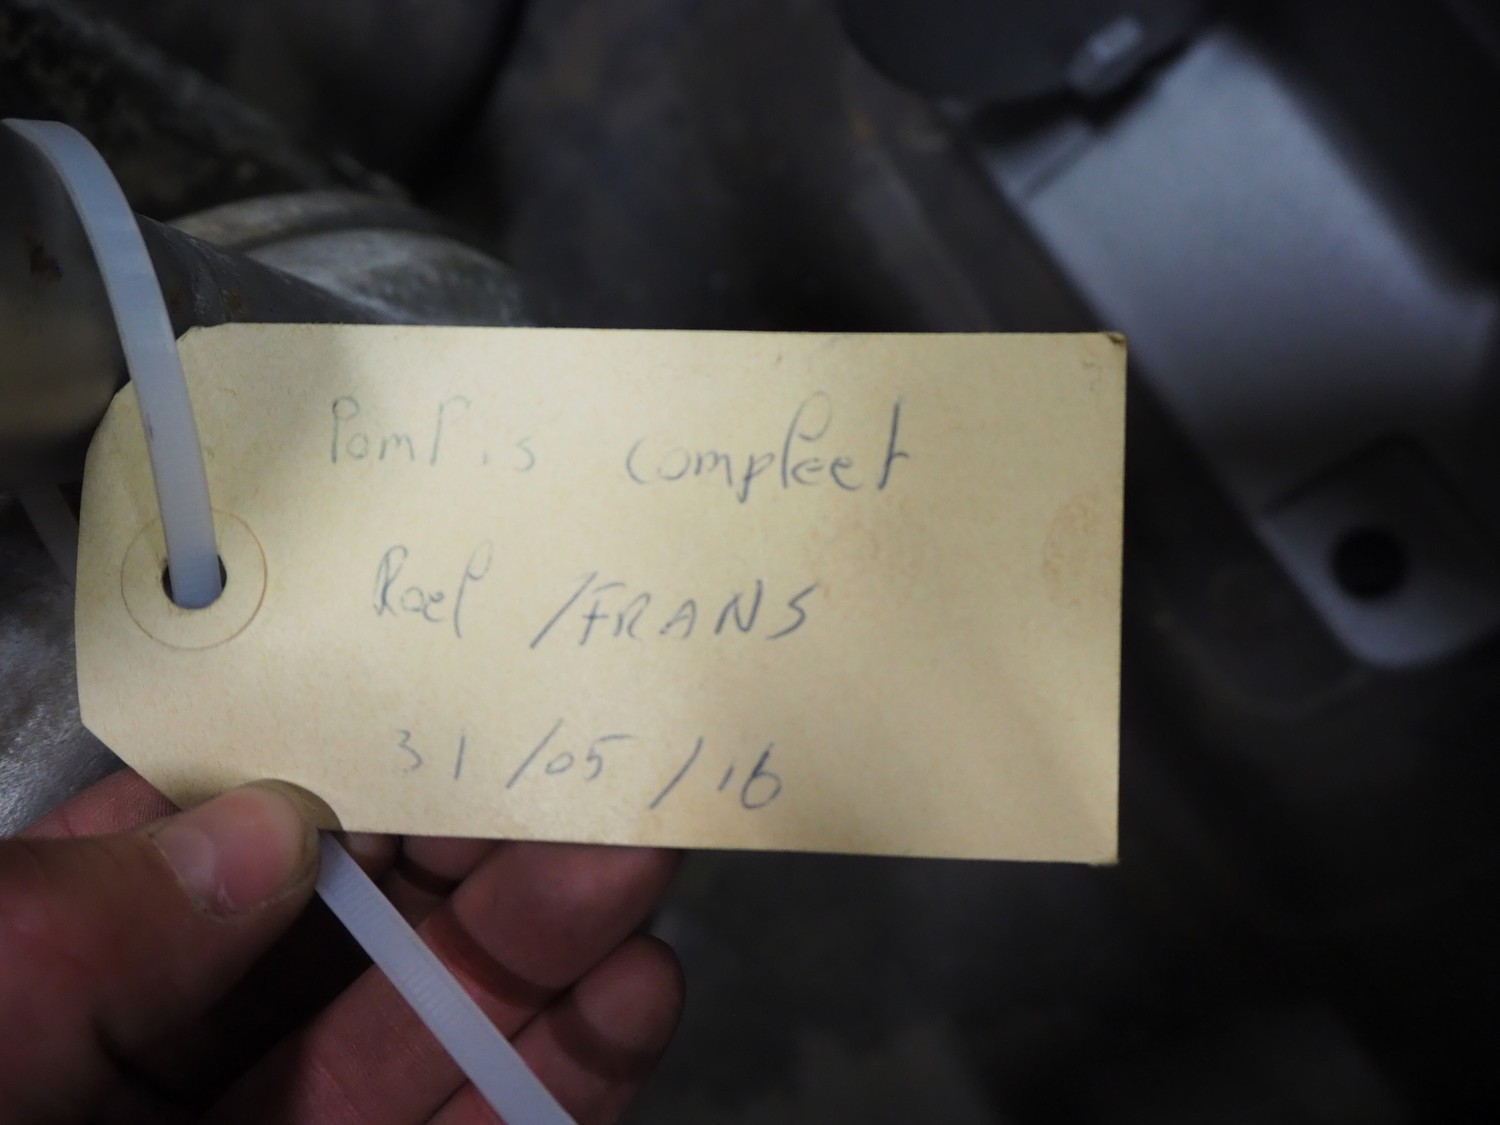 Pomp is compleet
Roel /FRANS
31/05/16